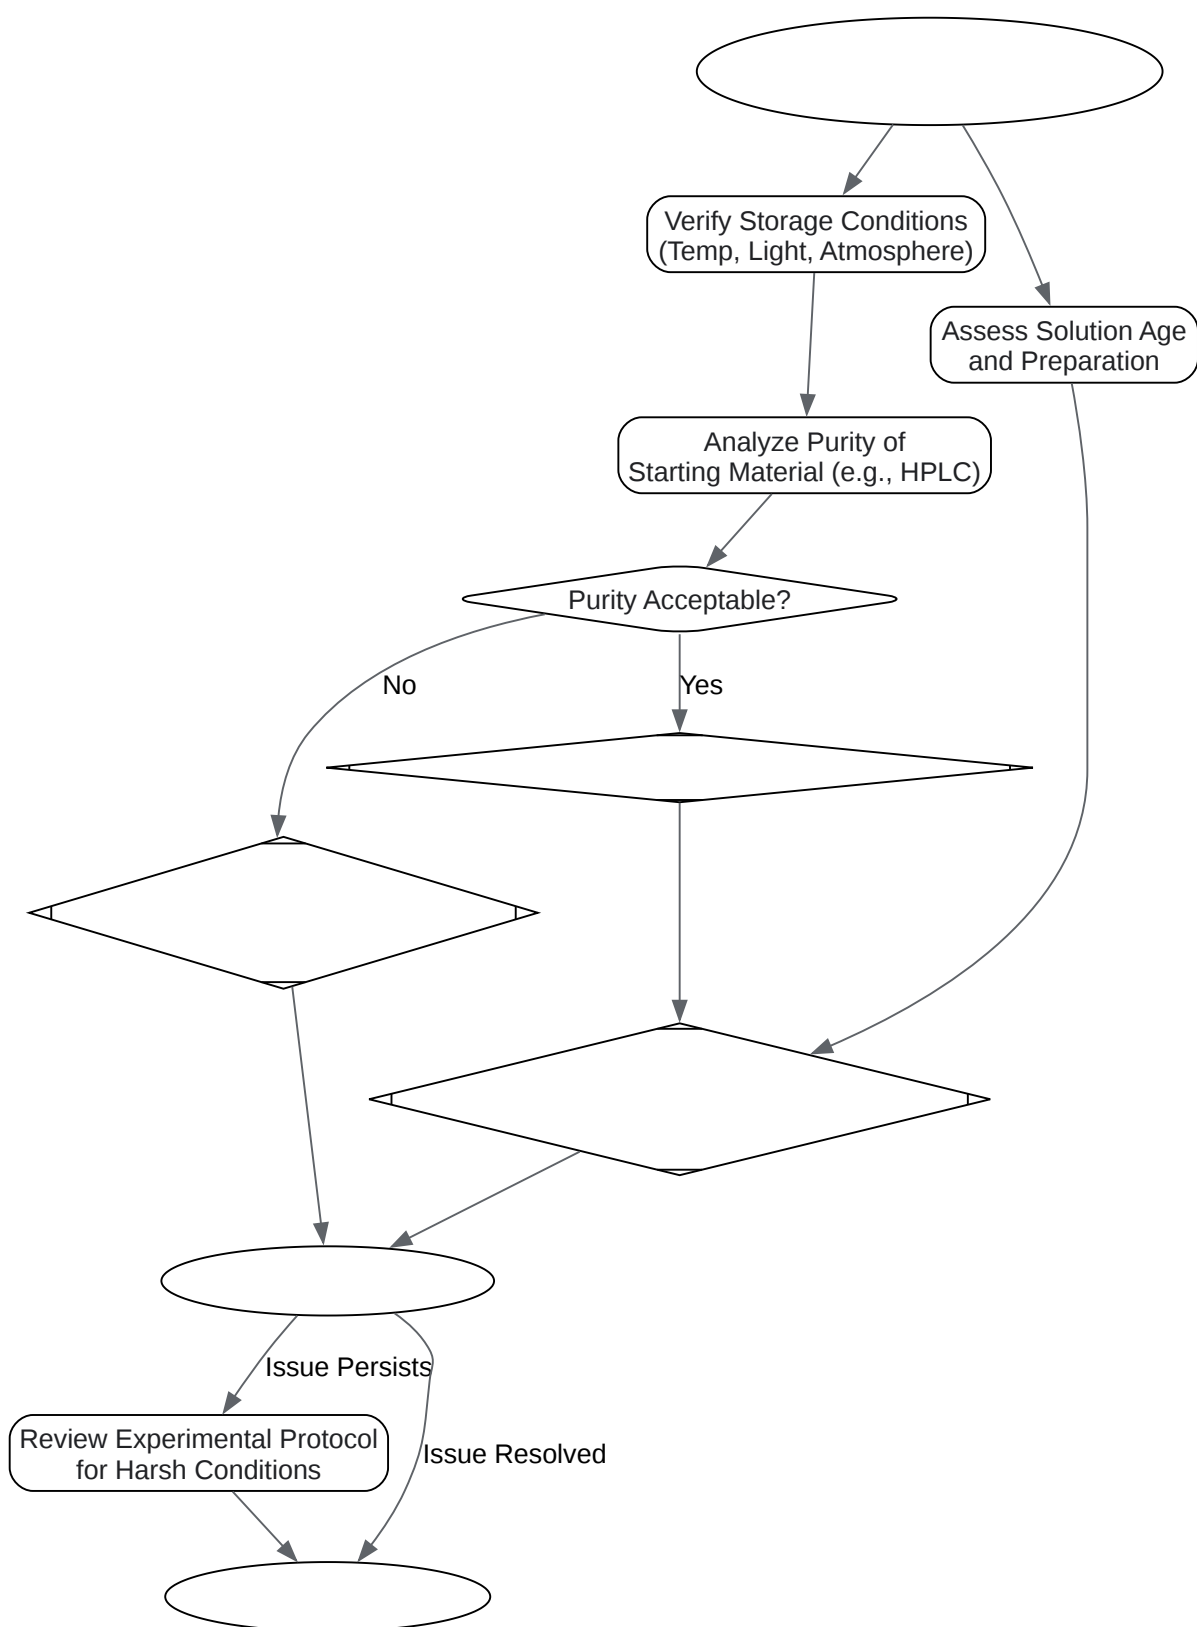 Verify Storage Conditions
(Temp, Light, Atmosphere)
Assess Solution Age
and Preparation
Analyze Purity of
Starting Material (e.g., HPLC)
Purity Acceptable?
No
Yes
Issue Persists
Review Experimental Protocol
for Harsh Conditions
Issue Resolved